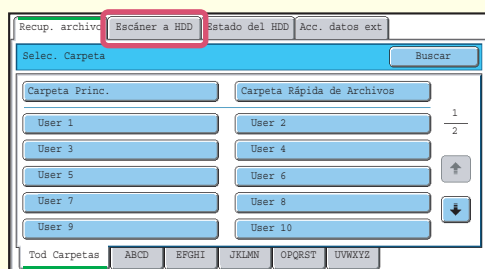 Recup. archivo Escáner a HDD Estado del HDD Acc. datos ext
Selec. Carpeta Buscar
Carpeta Princ. Carpeta Rápida de Archivos
User 1 User 2
User 3 User 4
User 5 User 6
User 7 User 8
User 9 User 10
1
2
Tod Carpetas ABCD EFGHI JKLMN OPQRST UVWXYZ